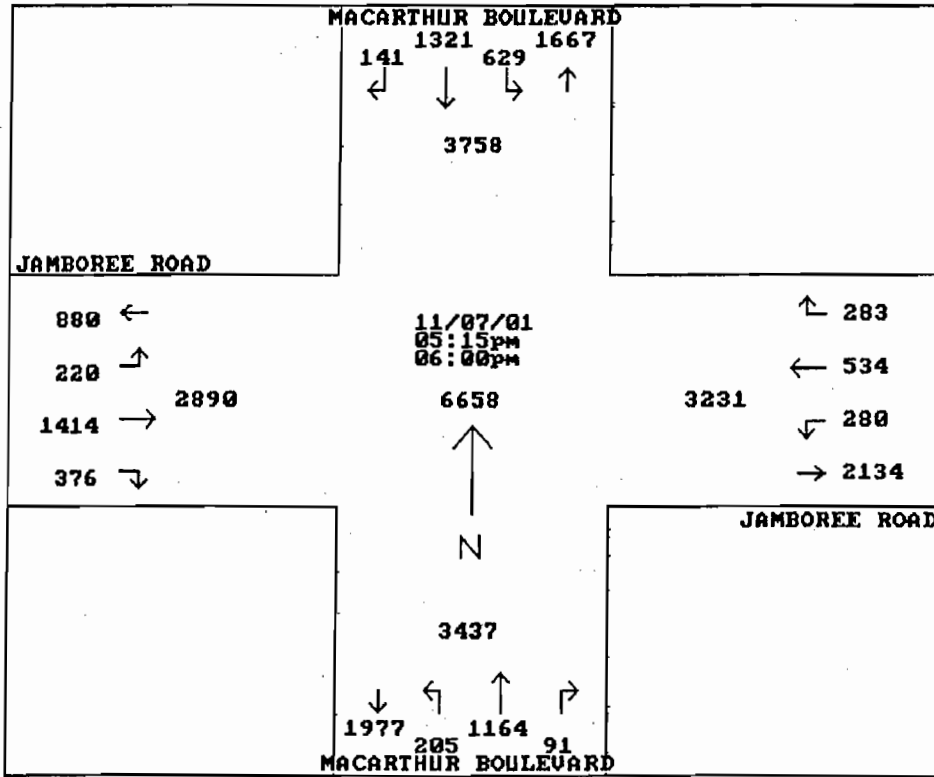 MACARTHUR BOULEVARD
1321 1667
141 629
3758
JAMBOREE ROAD
880
220
1414
376
2890
11/07/01
05:15pm
06:00pm
6658
3231
283
534
280
2134
JAMBOREE ROAD
N
3437
1977 1164
205 91
MACARTHUR BOULEVARD